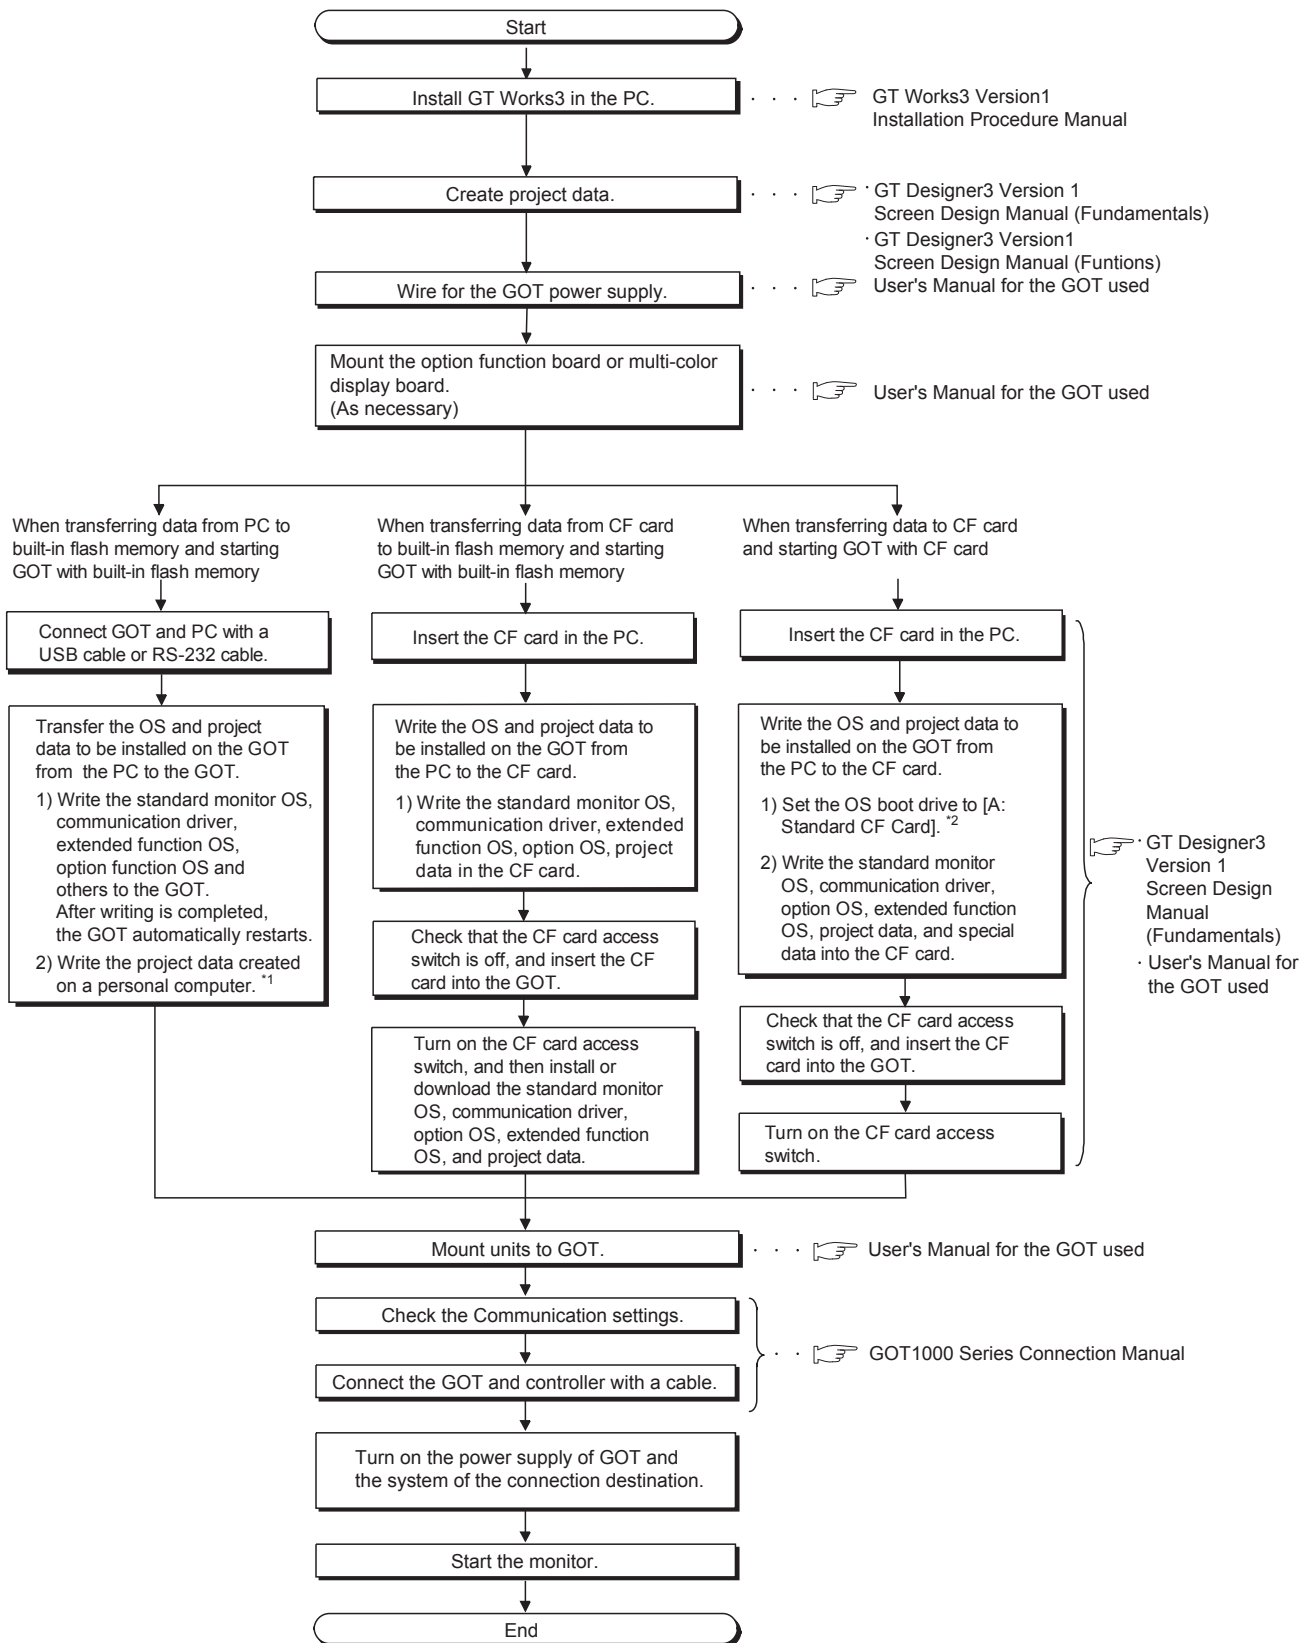 Start
Install GT Works3 in the PC.
GT Works3 Version1
Installation Procedure Manual
Create project data.
· GT Designer3 Version 1
Screen Design Manual (Fundamentals)
· GT Designer3 Version1
Screen Design Manual (Funtions)
Wire for the GOT power supply.
User's Manual for the GOT used
Mount the option function board or multi-color
display board.
(As necessary)
User's Manual for the GOT used
When transferring data from PC to
built-in flash memory and starting
GOT with built-in flash memory
Connect GOT and PC with a
USB cable or RS-232 cable.
Transfer the OS and project
data to be installed on the GOT
from the PC to the GOT.
1) Write the standard monitor OS,
communication driver,
extended function OS,
option function OS and
others to the GOT.
After writing is completed,
the GOT automatically restarts.
2) Write the project data created
on a personal computer. *1
When transferring data from CF card
to built-in flash memory and starting
GOT with built-in flash memory
Insert the CF card in the PC.
Write the OS and project data to
be installed on the GOT from
the PC to the CF card.
1) Write the standard monitor OS,
communication driver, extended
function OS, option OS, project
data in the CF card.
Check that the CF card access
switch is off, and insert the CF
card into the GOT.
Turn on the CF card access
switch, and then install or
download the standard monitor
OS, communication driver,
option OS, extended function
OS, and project data.
When transferring data to CF card
and starting GOT with CF card
Insert the CF card in the PC.
Write the OS and project data to
be installed on the GOT from
the PC to the CF card.
1) Set the OS boot drive to [A:
Standard CF Card]. *2
2) Write the standard monitor
OS, communication driver,
option OS, extended function
OS, project data, and special
data into the CF card.
Check that the CF card access
switch is off, and insert the CF
card into the GOT.
Turn on the CF card access
switch.
· GT Designer3
Version 1
Screen Design
Manual
(Fundamentals)
· User's Manual for
the GOT used
Mount units to GOT.
User's Manual for the GOT used
Check the Communication settings.
Connect the GOT and controller with a cable.
GOT1000 Series Connection Manual
Turn on the power supply of GOT and
the system of the connection destination.
Start the monitor.
End